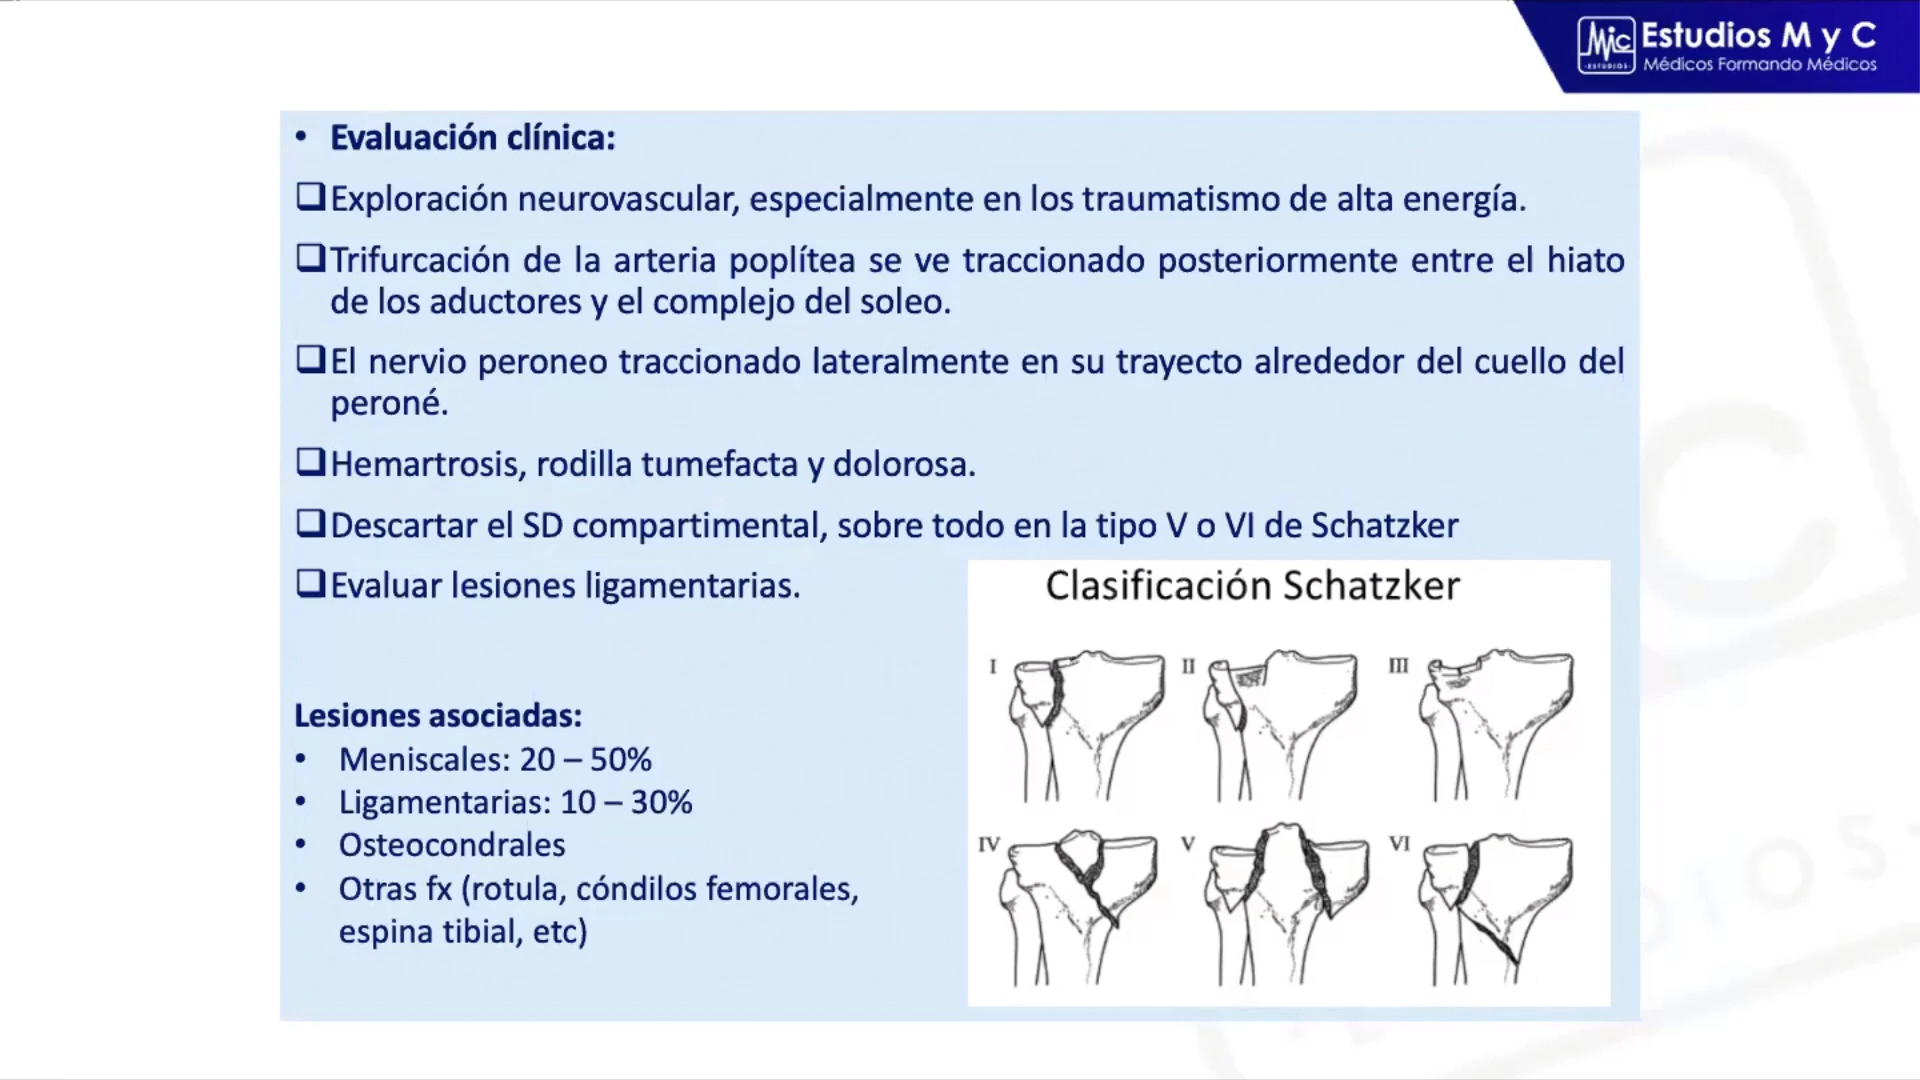 Estudios M y C
Médicos Formando Médicos
MyC
ESTUDIOS
• Evaluación clínica:
❑Exploración neurovascular, especialmente en los traumatismo de alta energía.
❑Trifurcación de la arteria poplítea se ve traccionado posteriormente entre el hiato
de los aductores y el complejo del soleo.
❑El nervio peroneo traccionado lateralmente en su trayecto alrededor del cuello del
peroné.
❑Hemartrosis, rodilla tumefacta y dolorosa.
❑Descartar el SD compartimental, sobre todo en la tipo V o VI de Schatzker
❑Evaluar lesiones ligamentarias.
Lesiones asociadas:
• Meniscales: 20 – 50%
• Ligamentarias: 10 – 30%
• Osteocondrales
• Otras fx (rotula, cóndilos femorales,
espina tibial, etc)
Clasificación Schatzker
I II III
IV V VI